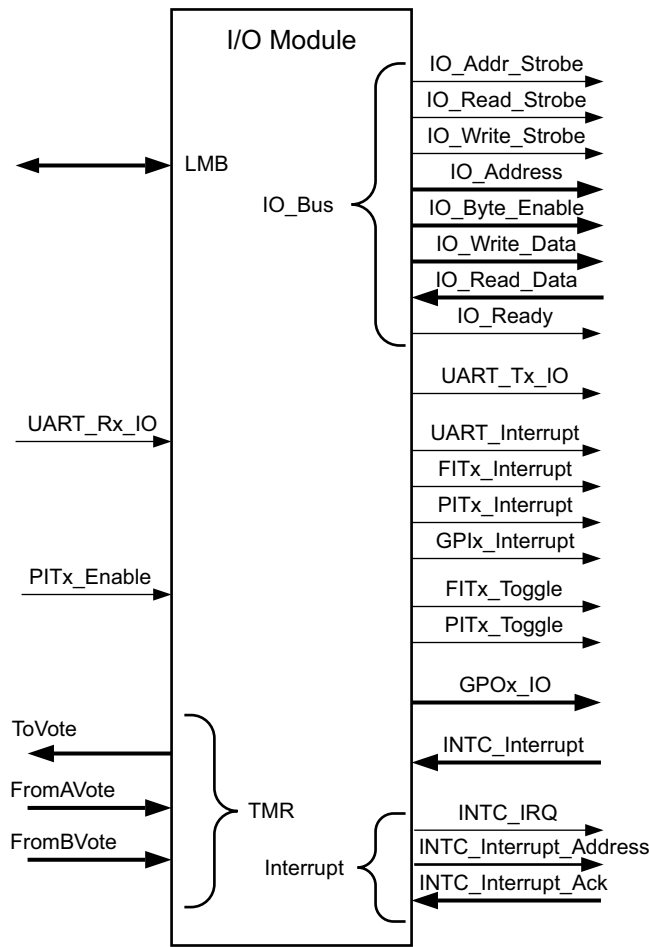 I/O Module
IO_Addr_Strobe
IO_Read_Strobe
IO_Write_Strobe
LMB
IO_Address
IO_Bus
IO_Byte_Enable
IO_Write_Data
IO_Read_Data
IO_Ready
UART_Tx_IO
UART_Rx_IO
UART_Interrupt
FITx_Interrupt
PITx_Interrupt
GPIx_Interrupt
PITx_Enable
FITx_Toggle
PITx_Toggle
GPOx_IO
ToVote
INTC_Interrupt
FromAVote
TMR
INTC_IRQ
FromBVote
INTC_Interrupt_Address
Interrupt
INTC_Interrupt_Ack